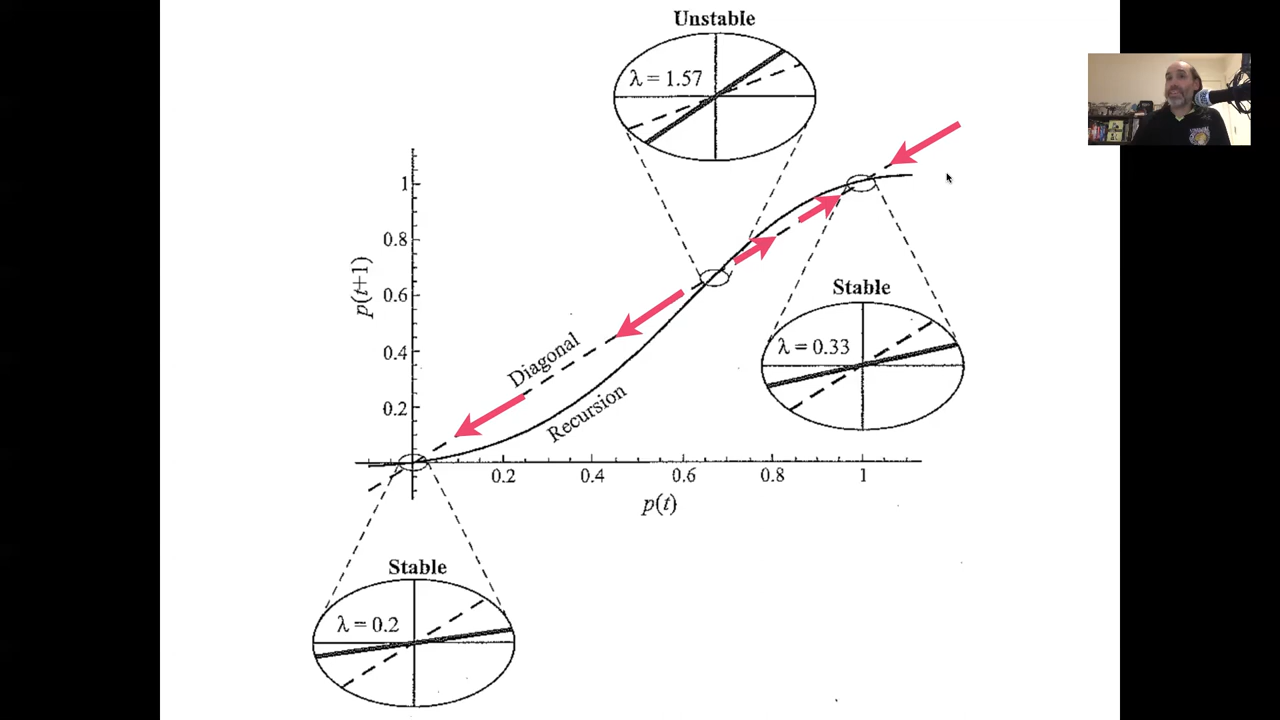 Unstable
λ = 1.57
1
0.8
0.6
0.4
0.2
p(t+1)
Diagonal
Recursion
Stable
λ = 0.33
0.2
0.4
0.6
0.8
1
p(t)
Stable
λ = 0.2